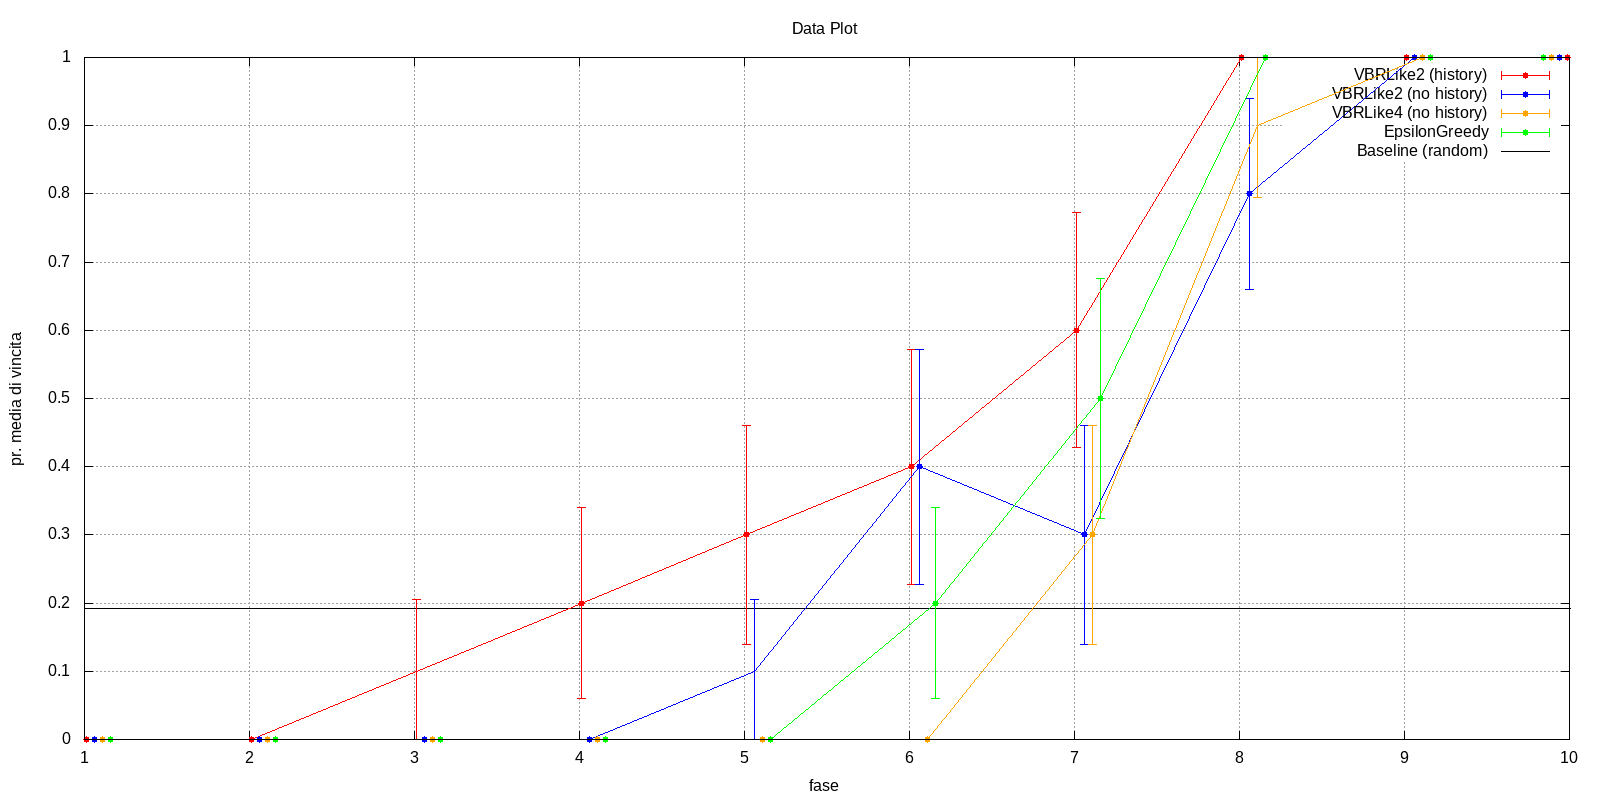 Data Plot
1
0.9
0.8
0.7
0.6
0.5
0.4
0.3
0.2
0.1
0
pr. media di vincita
VBRLike2 (history)
VBRLike2 (no history)
VBRLike4 (no history)
EpsilonGreedy
Baseline (random)
1 2 3 4 5 6 7 8 9 10
fase